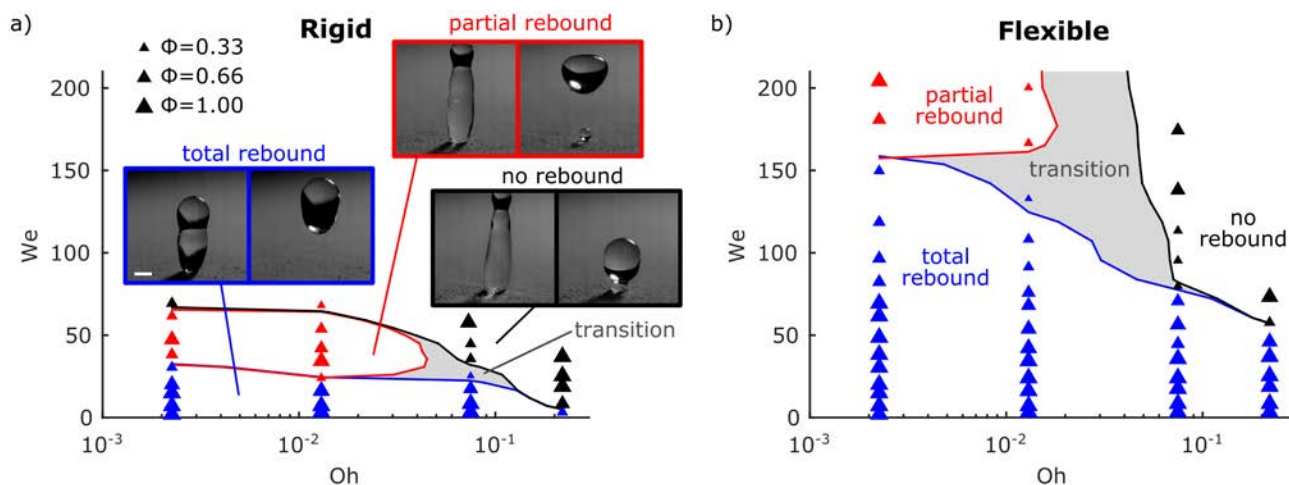 a)
Rigid
Φ=0.33
Φ=0.66
Φ=1.00
partial rebound
total rebound
no rebound
transition
We
200
150
100
50
0
10⁻³
10⁻²
10⁻¹
Oh
b)
Flexible
partial
rebound
transition
total
rebound
no
rebound
We
200
150
100
50
0
10⁻³
10⁻²
10⁻¹
Oh